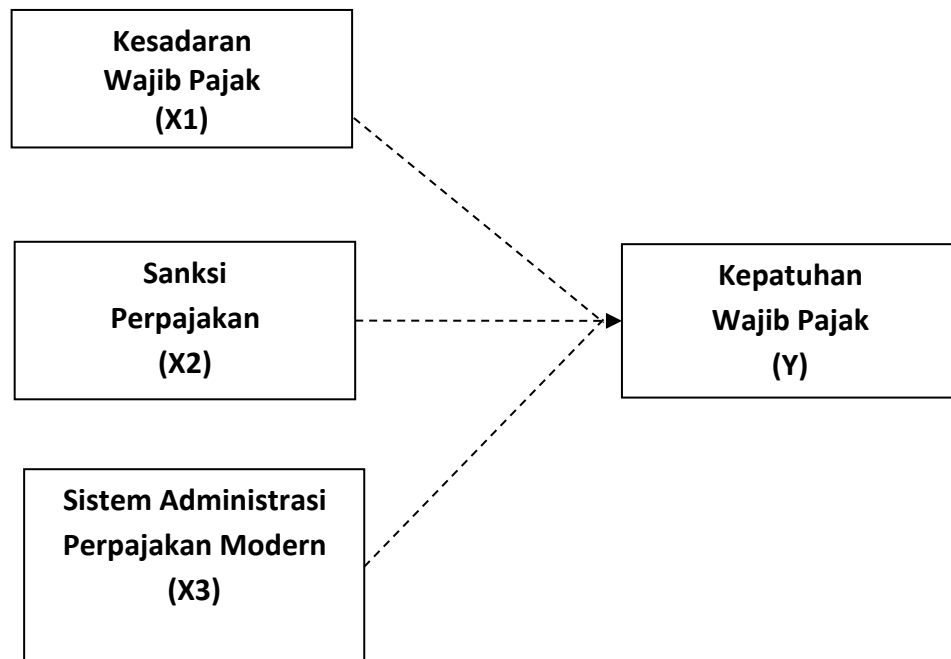 Kesadaran
Wajib Pajak
(X1)
Sanksi
Perpajakan
(X2)
Kepatuhan
Wajib Pajak
(Y)
Sistem Administrasi
Perpajakan Modern
(X3)